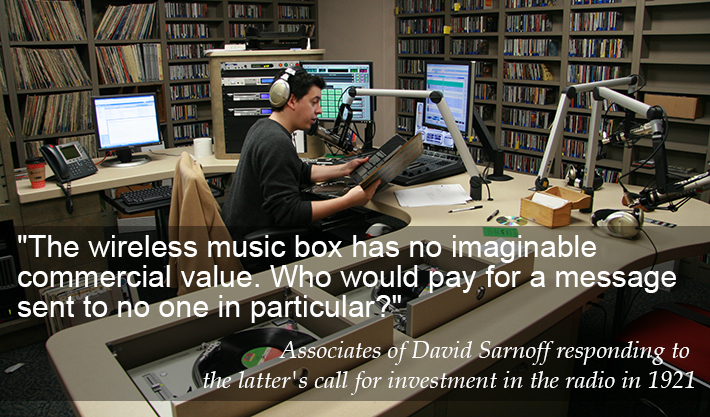 "The wireless music box has no imaginable
commercial value. Who would pay for a message
sent to no one in particular?"
Associates of David Sarnoff responding to
the latter's call for investment in the radio in 1921